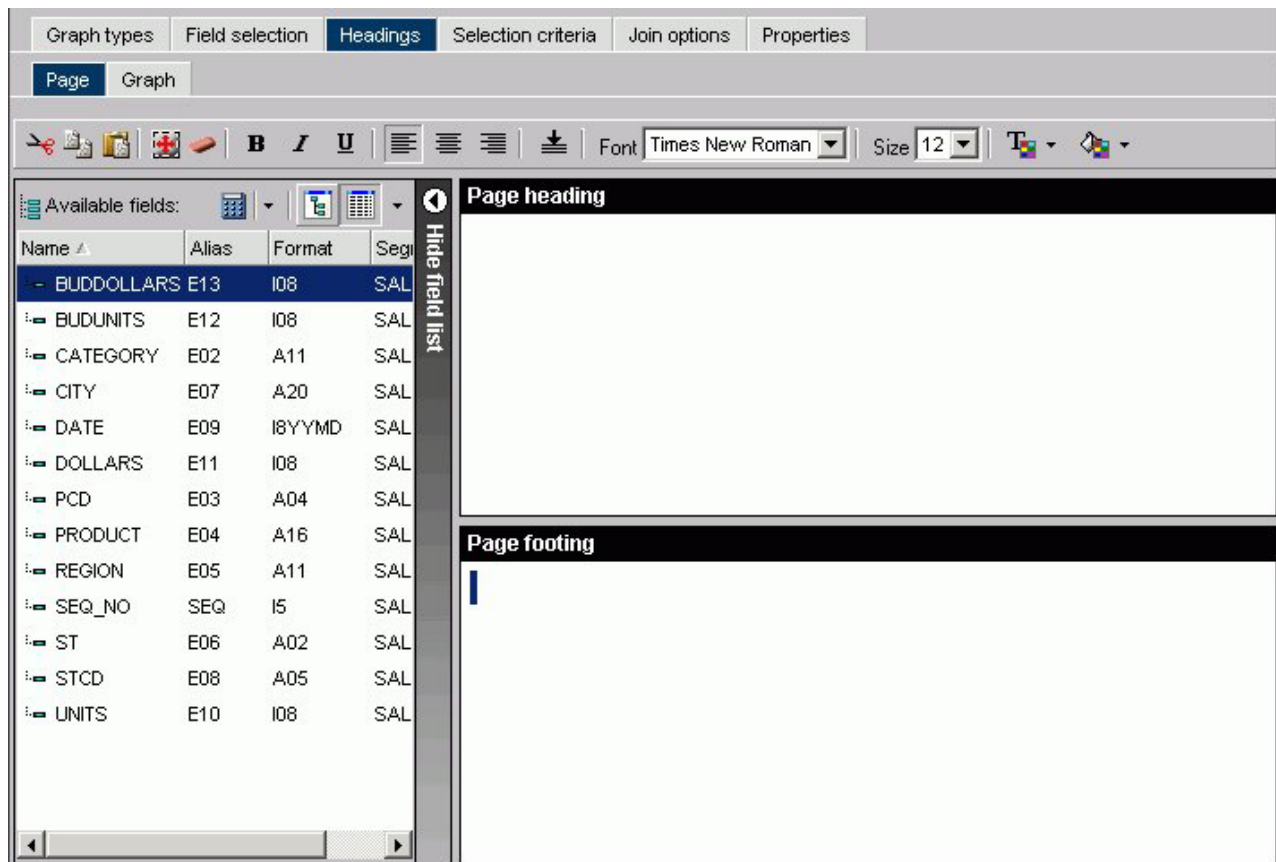 Graph types Field selection Headings Selection criteria Join options Properties
Page Graph
B I U Font Times New Roman Size 12 T
Available fields:
Name Alias Format Seg
BUDDOLLARS E13 I08 SAL
BUDUNITS E12 I08 SAL
CATEGORY E02 A11 SAL
CITY E07 A20 SAL
DATE E09 I8YYMD SAL
DOLLARS E11 I08 SAL
PCD E03 A04 SAL
PRODUCT E04 A16 SAL
REGION E05 A11 SAL
SEQ_NO SEQ I5 SAL
ST E06 A02 SAL
STCD E08 A05 SAL
UNITS E10 I08 SAL
Hide field list
Page heading
Page footing